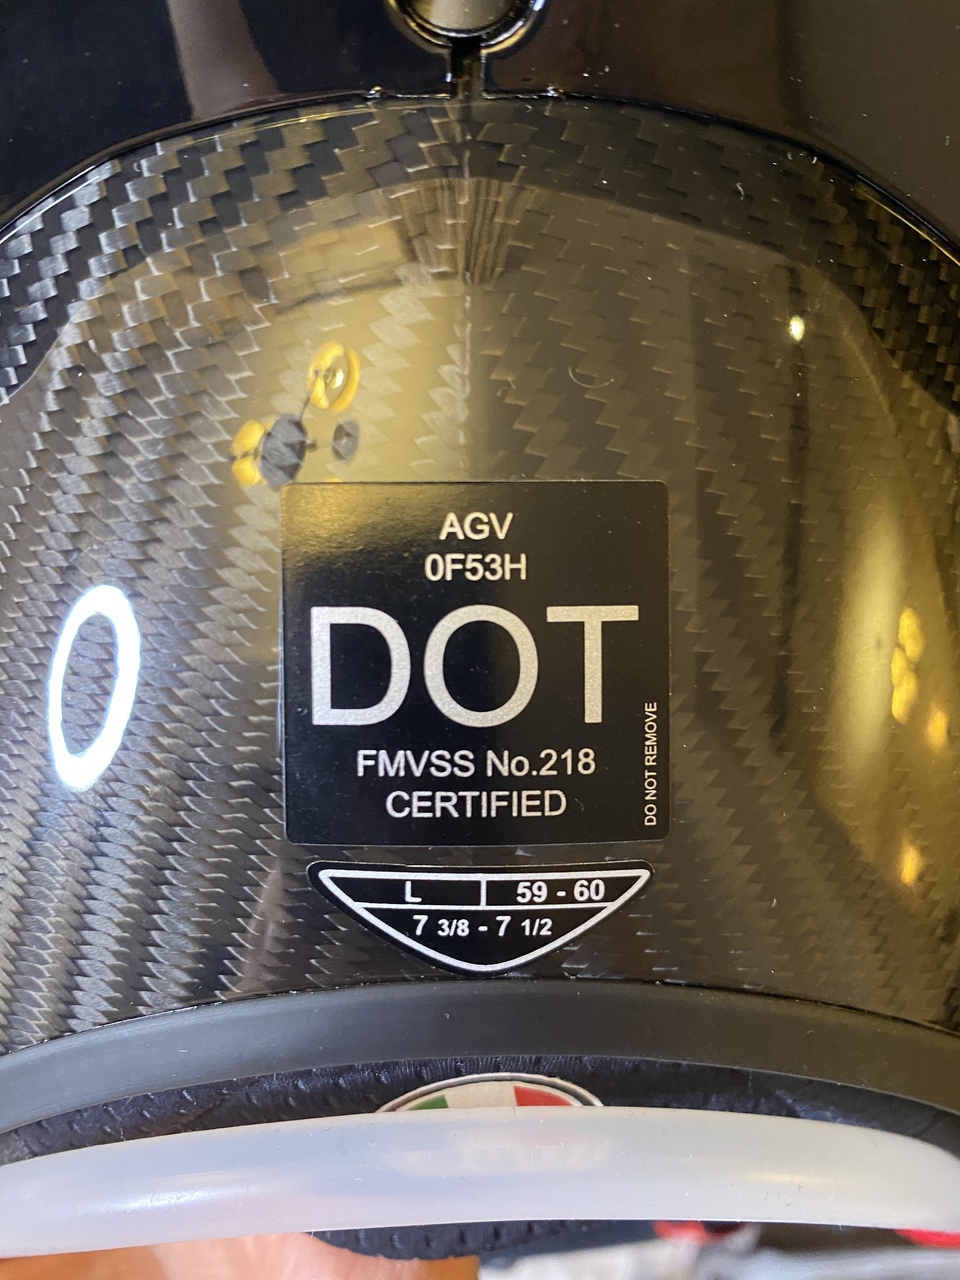 AGV
0F53H
DOT
FMVSS No.218
CERTIFIED
DO NOT REMOVE
L 59 - 60
7 3/8 - 7 1/2